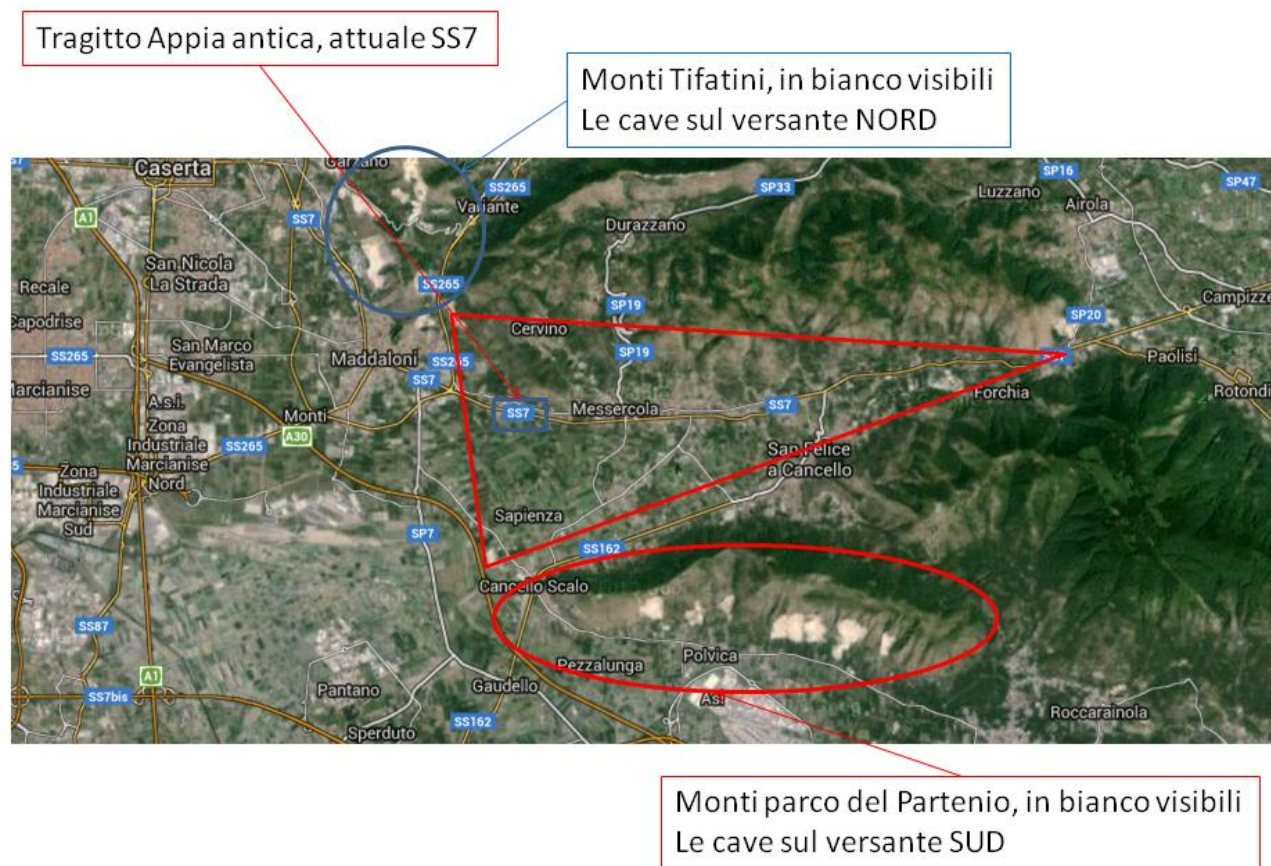 Tragitto Appia antica, attuale SS7
Monti Tifatini, in bianco visibili
Le cave sul versante NORD
Garzano
SS7
Caserta
SS265
Variante
SP33
SP16
SP47
Luzzano
Airola
A1
SS7
Durazzano
San Nicola
La Strada
Recale
SS265
Capodrise
SP19
Campizze
Cervino
SP20
San Marco
Evangelista
SS265
Maddaloni
SS265
SP19
Paolisi
Marcianise
SS7
Forchia
Rotondi
A.s.i.
Zona
Industriale
Marcianise
Nord
Monti
A30
SS265
SS7
Messercola
SS7
San Felice
a Cancello
Zona
Industriale
Marcianise
Sud
Sapienza
SP7
SS162
Cancello Scalo
SS87
Pezzalunga
Polvica
A1
SS7bis
Pantano
Gaudello
Asi
Roccarainola
SS162
Sperduto
Monti parco del Partenio, in bianco visibili
Le cave sul versante SUD